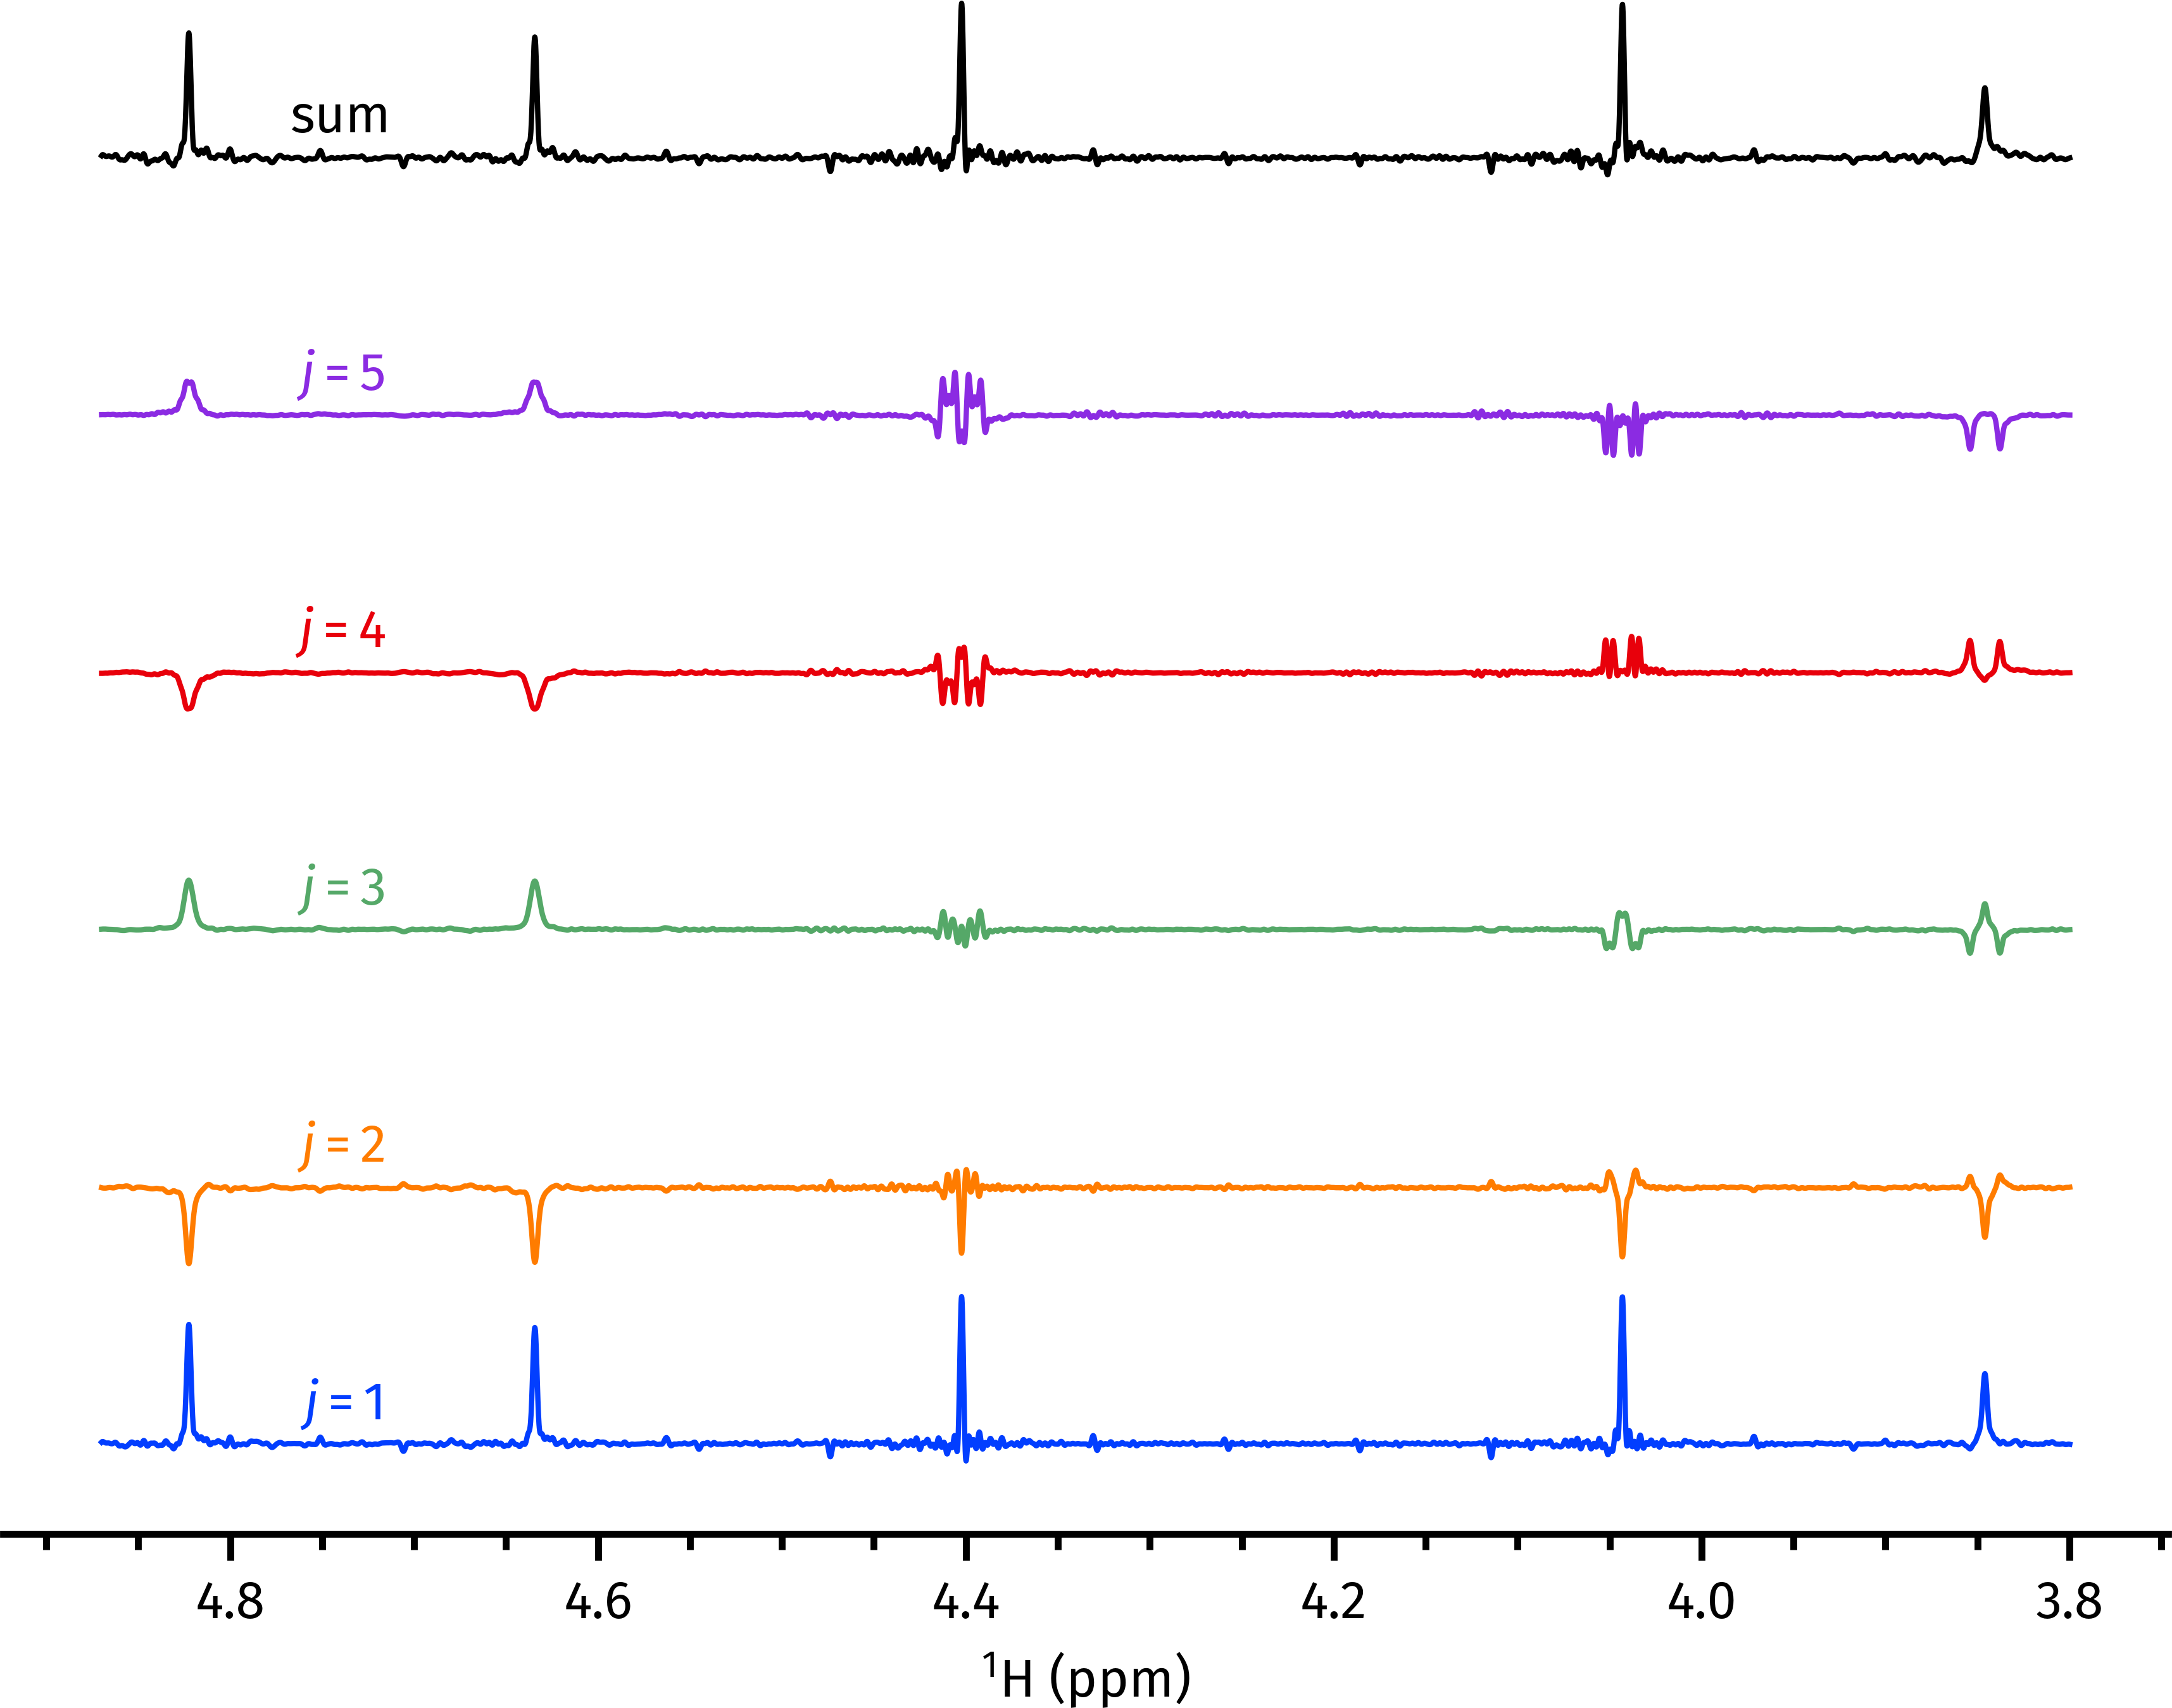 sum
j = 5
j = 4
j = 3
j = 2
j = 1
4.8 4.6 4.4 4.2 4.0 3.8
¹H (ppm)